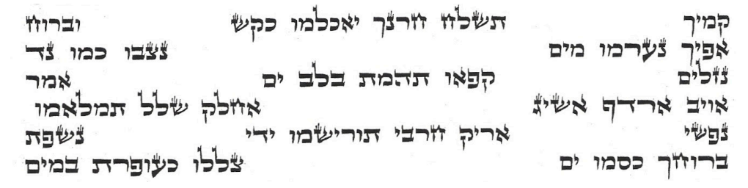 קמיך תשלח חרנך יאכלמו כקש וברוח
אפיך נערמו מים נצבו כמו נד
נזלים קפאו תהמת בלב ים אמר
אויב ארדף אשיג אחלק שלל תמלאמו
נפשי אריק חרבי תורישמו ידי נשפת
ברוחך כסמו ים צללו כעופרת במים